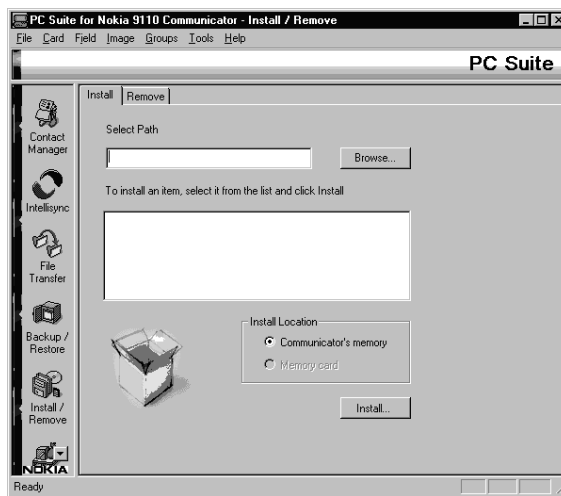 PC Suite for Nokia 9110 Communicator - Install / Remove
File Card Field Image Groups Tools Help
PC Suite
Contact
Manager
Intellisync
File
Transfer
Backup /
Restore
Install /
Remove
NOKIA
Install Remove
Select Path
Browse...
To install an item, select it from the list and click Install
Install Location
Communicator's memory
Memory card
Install...
Ready